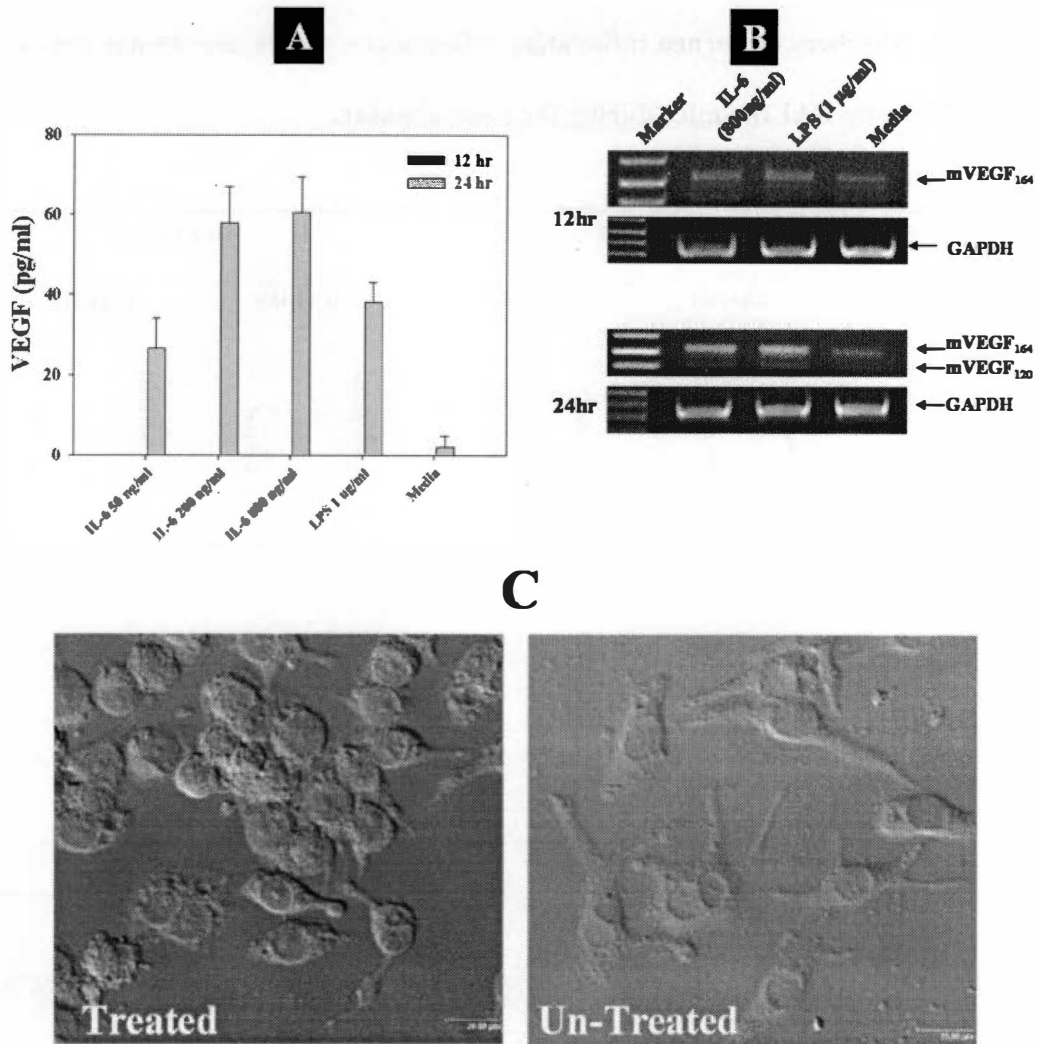 A
80
60
40
20
0
VEGF (pg/ml)
12 hr
24 hr
IL-6 50 ng/ml
IL-6 200 ng/ml
IL-6 800 ng/ml
LPS 1 ug/ml
Media
B
Marker
IL-6
(800ng/ml)
LPS (1 µg/ml)
Media
12hr
mVEGF₁₆₄
GAPDH
24hr
mVEGF₁₆₄
mVEGF₁₂₀
GAPDH
C
Treated
Un-Treated